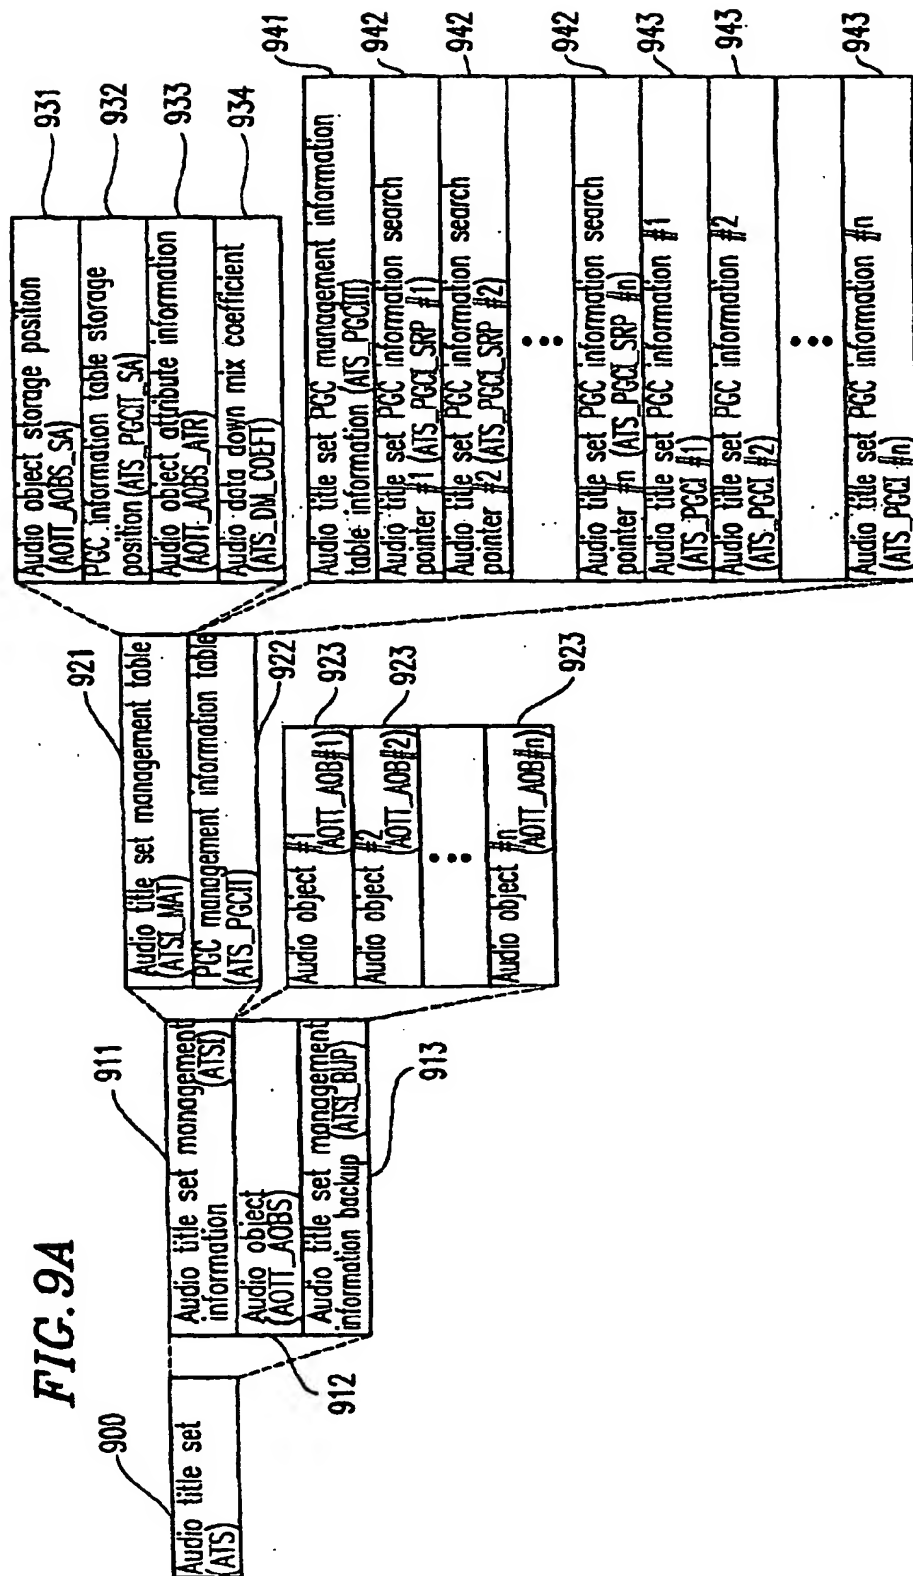 FIG. 9A
900
Audio title set
(ATS)
911
Audio title set management
information (ATSI)
Audio object
(AOTT_AOBS)
Audio title set management
information backup (ATSI_BUP)
912
913
921
Audio title set management table
(ATSI_MAT)
PGC management information table
(ATS_PGCIT)
922
Audio object #1
(AOTT_AOB#1)
923
Audio object #2
(AOTT_AOB#2)
923
•••
Audio object #n
(AOTT_AOB#n)
923
Audio object storage position
(AOTT_AOBS_SA)
931
PGC information table storage
position (ATS_PGCIT_SA)
932
Audio object attribute information
(AOTT_AOBS_ATR)
933
Audio data down mix coefficient
(ATS_DM_COEFT)
934
Audio title set PGC management information
table information (ATS_PGCITI)
941
Audio title set PGC information search
pointer #1 (ATS_PGCI_SRP #1)
942
Audio title set PGC information search
pointer #2 (ATS_PGCI_SRP #2)
942
•••
Audio title set PGC information search
pointer #n (ATS_PGCI_SRP #n)
942
Audio title set PGC information #1
(ATS_PGCI #1)
943
Audio title set PGC information #2
(ATS_PGCI #2)
943
•••
Audio title set PGC information #n
(ATS_PGCI #n)
943